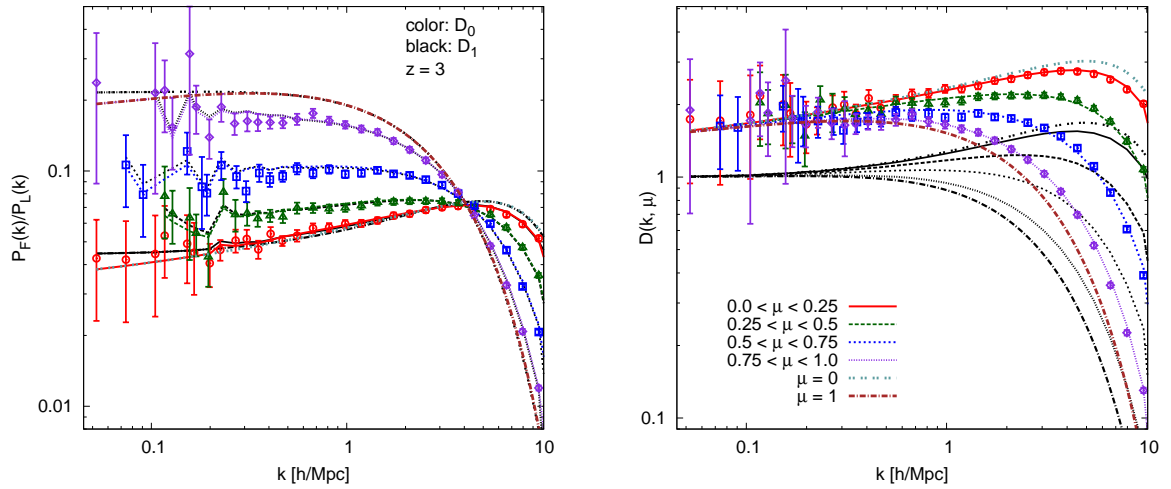 color: D_0
black: D_1
z = 3
P_F(k)/P_L(k)
0.1
0.01
0.1
1
10
k [h/Mpc]
D(k, μ)
1
0.1
0.0 < μ < 0.25
0.25 < μ < 0.5
0.5 < μ < 0.75
0.75 < μ < 1.0
μ = 0
μ = 1
0.1
1
10
k [h/Mpc]